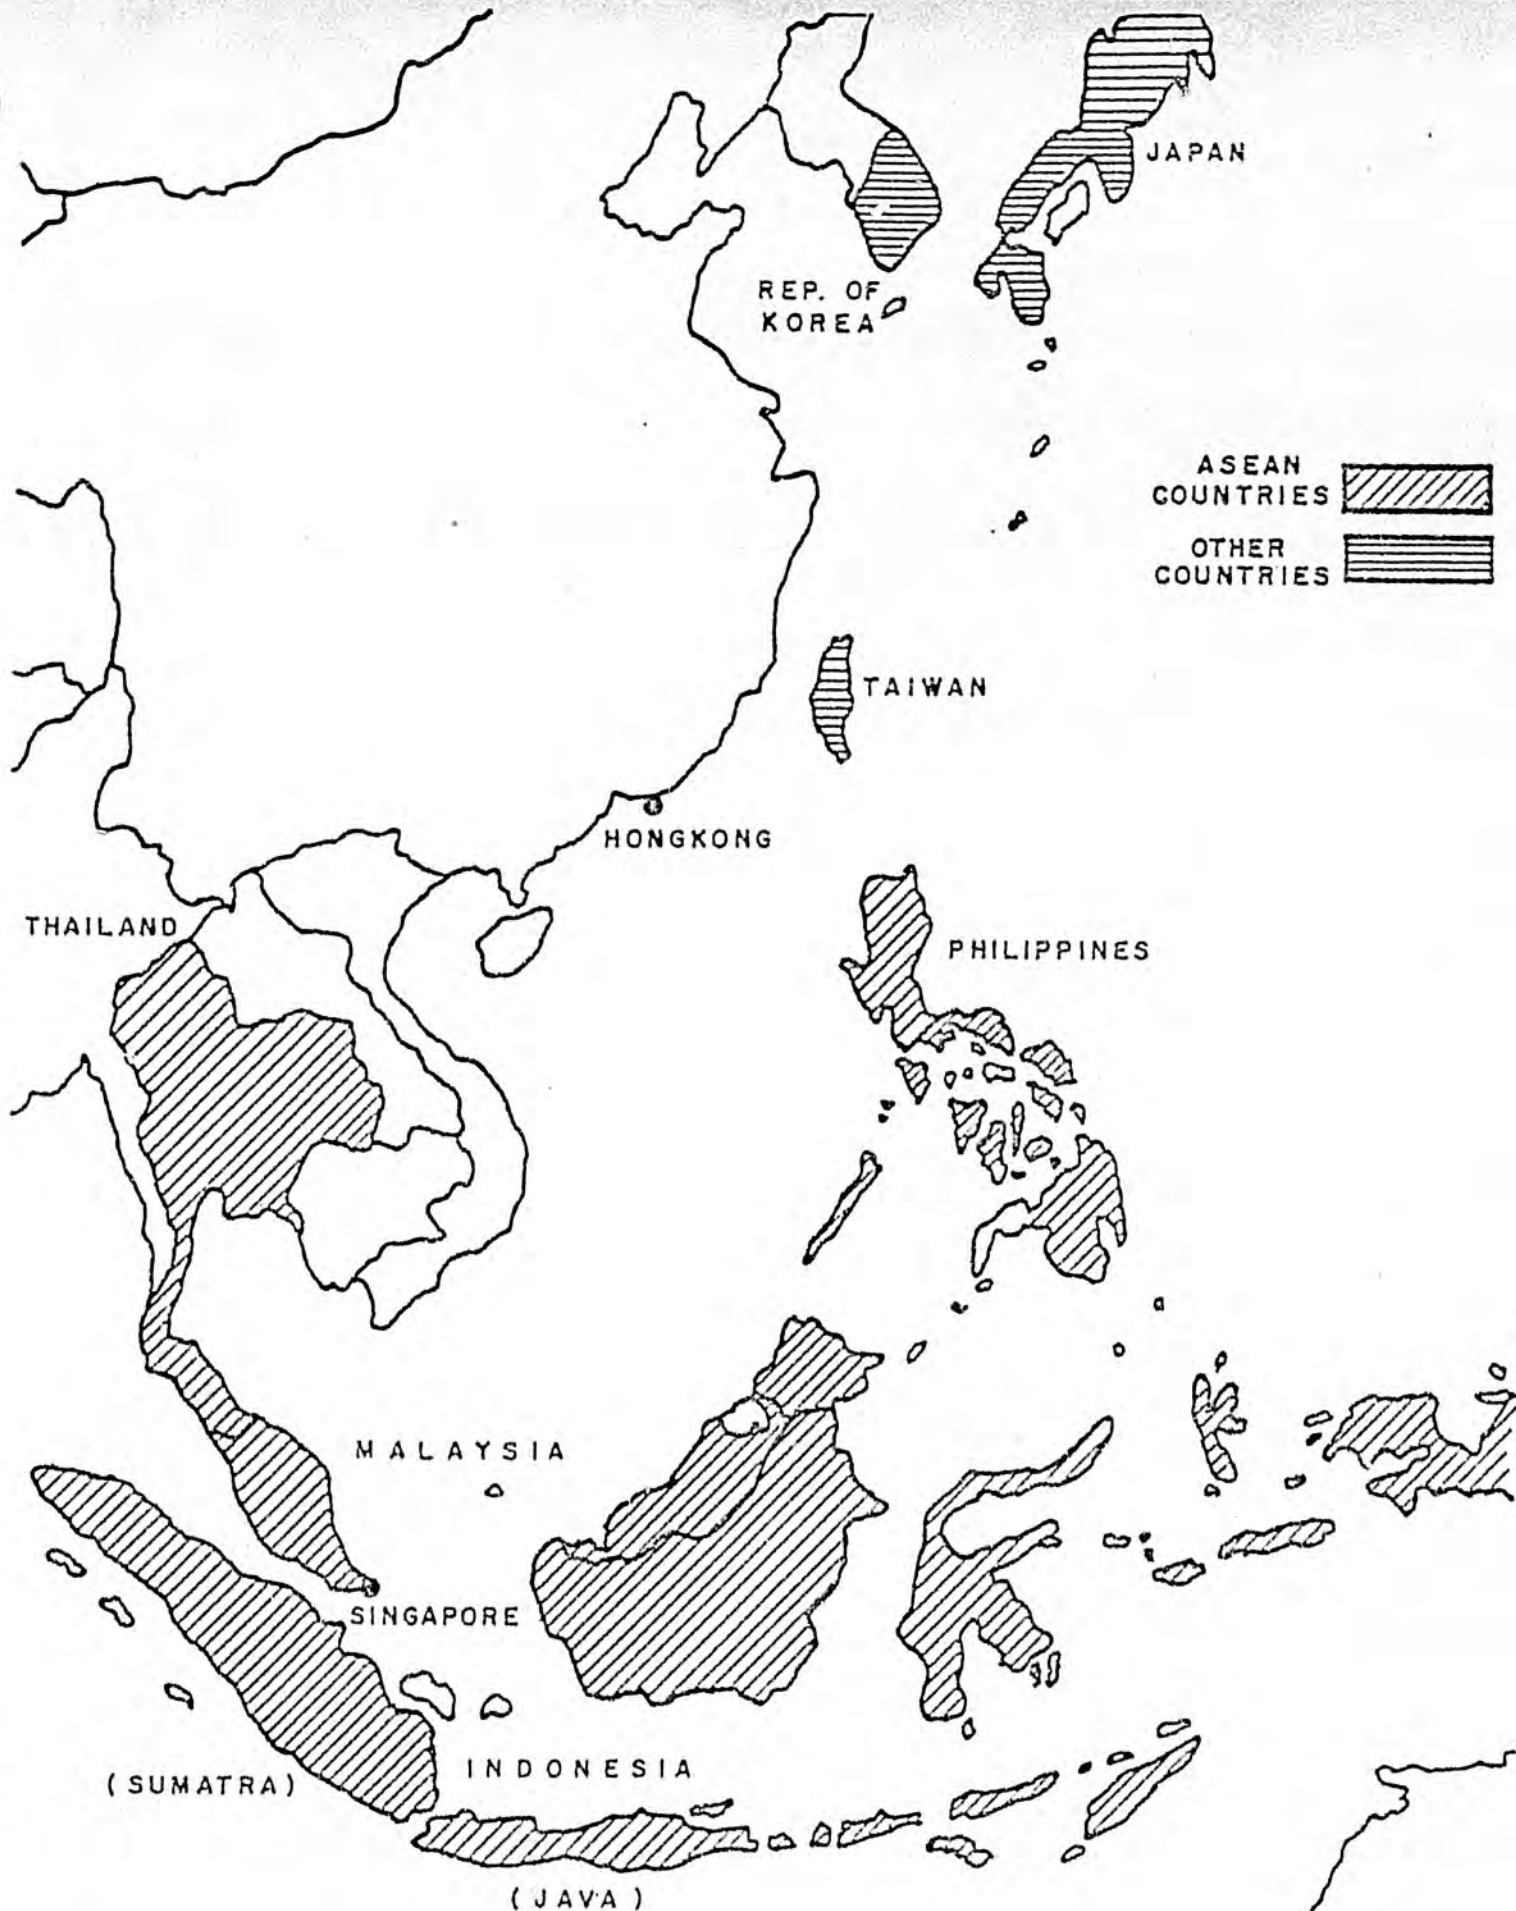 JAPAN
REP. OF
KOREA
ASEAN
COUNTRIES
OTHER
COUNTRIES
TAIWAN
HONGKONG
THAILAND
PHILIPPINES
MALAYSIA
SINGAPORE
INDONESIA
(SUMATRA)
(JAVA)